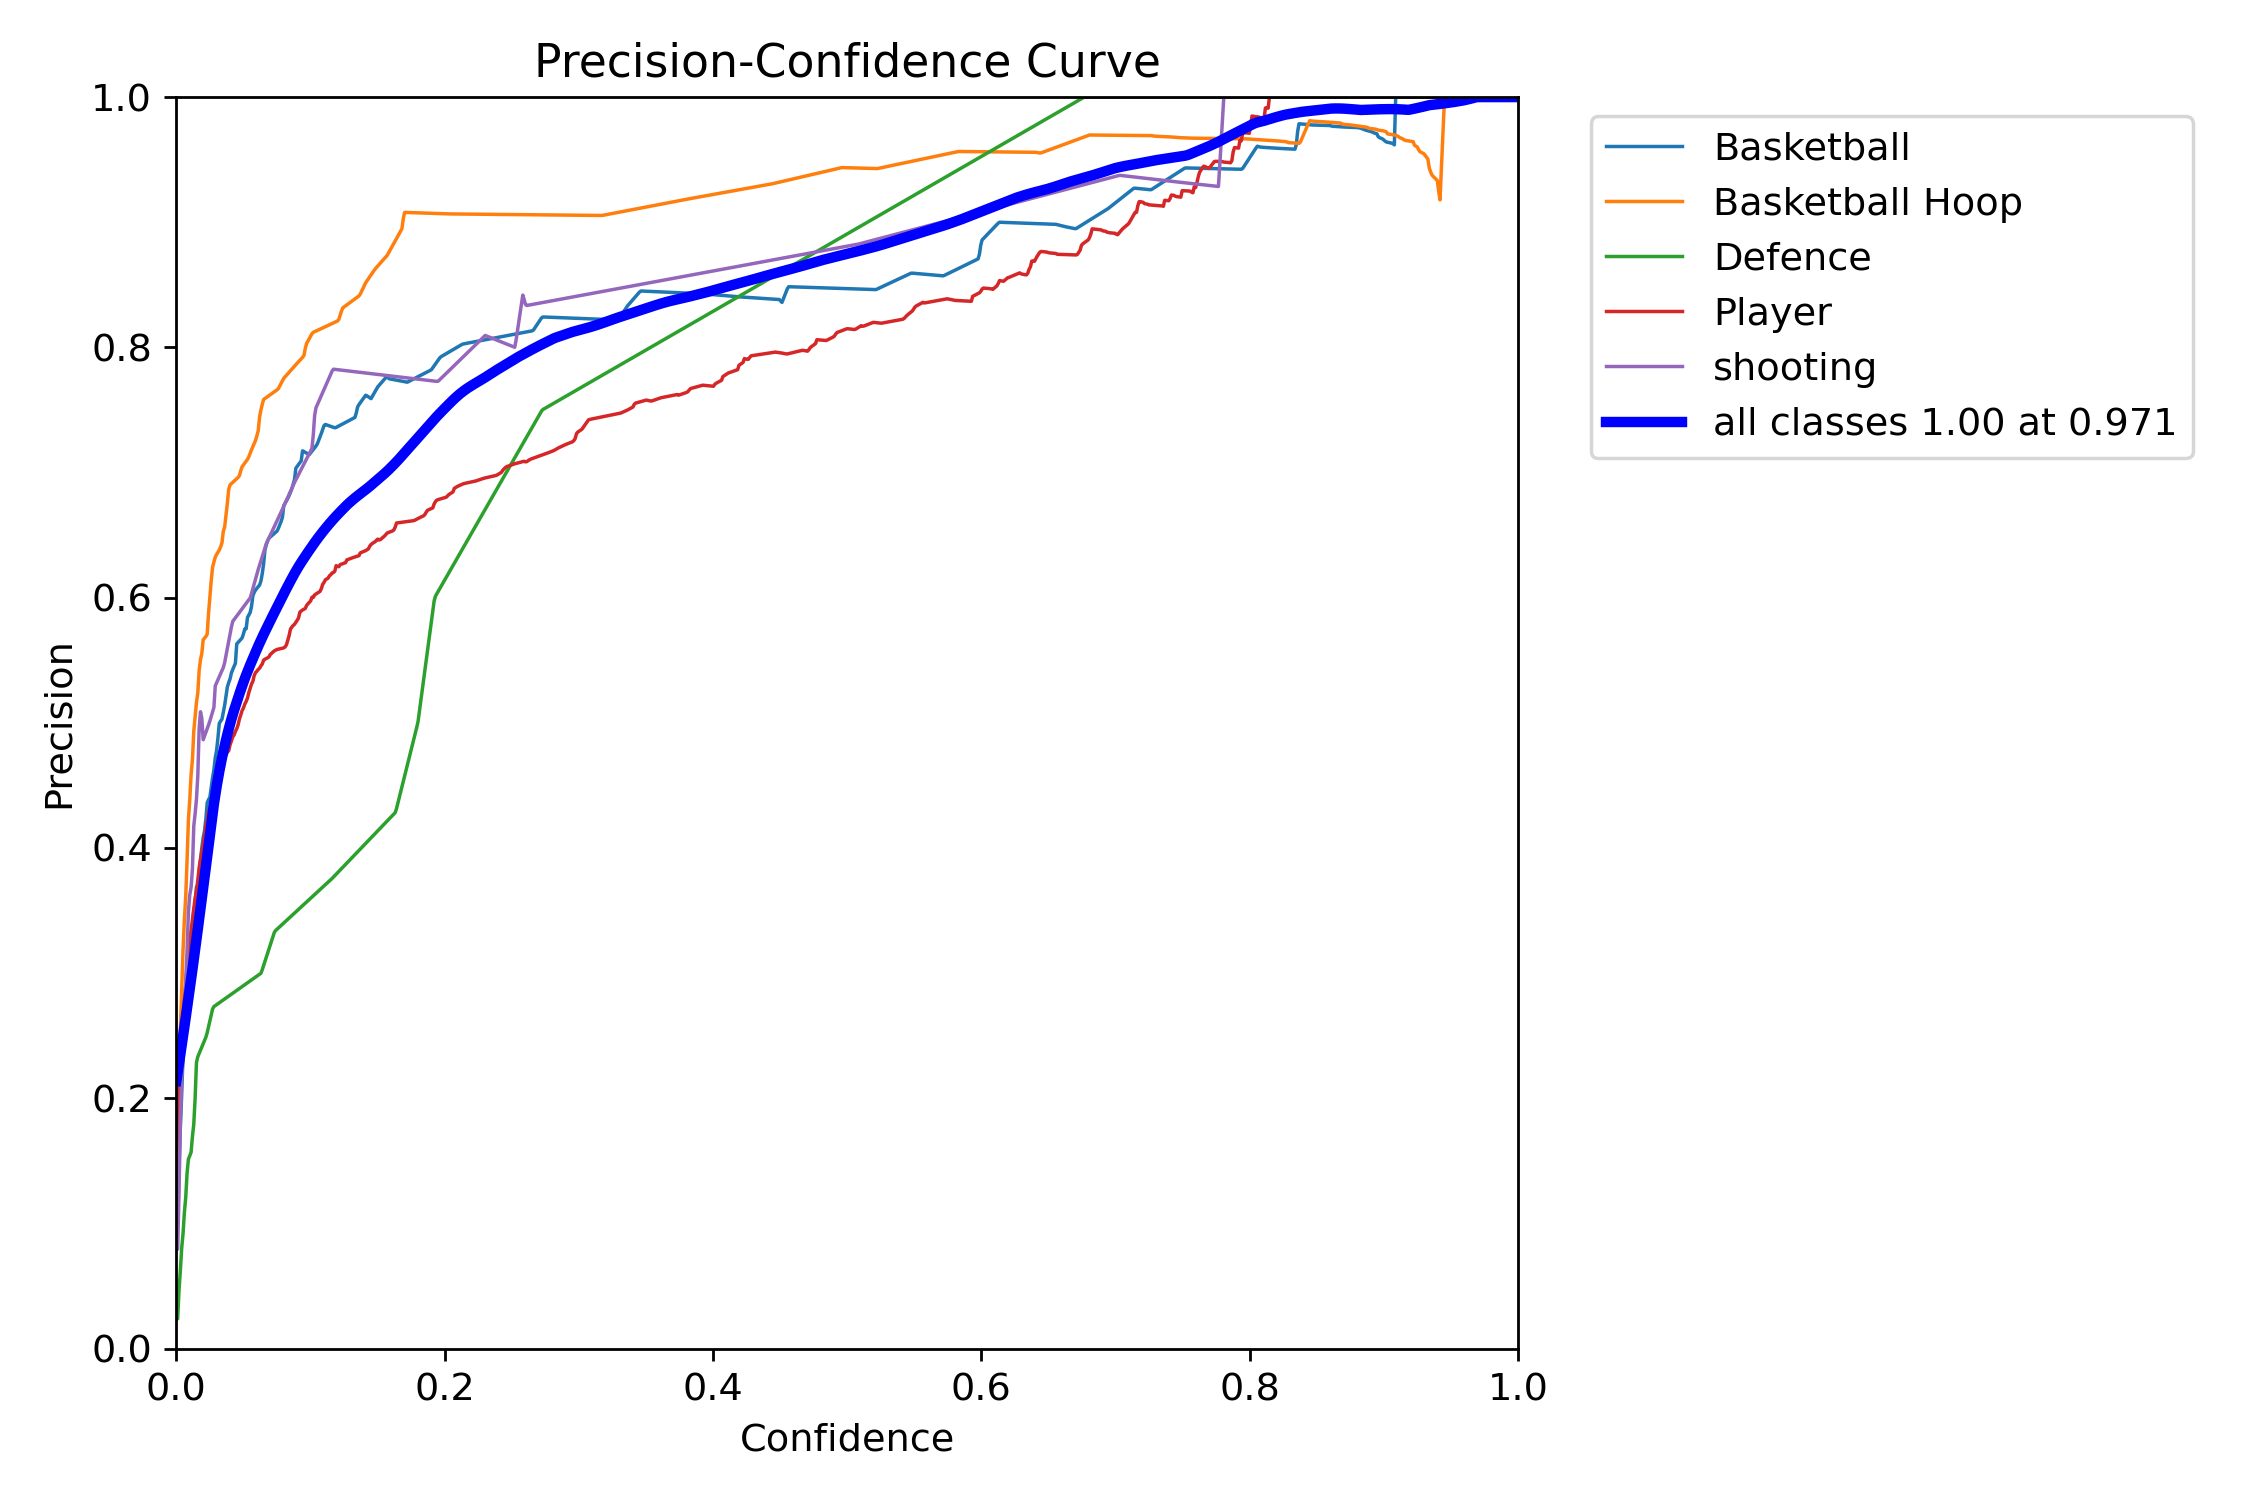 Precision-Confidence Curve
1.0
0.8
0.6
0.4
0.2
0.0
Precision
0.0 0.2 0.4 0.6 0.8 1.0
Confidence
Basketball
Basketball Hoop
Defence
Player
shooting
all classes 1.00 at 0.971